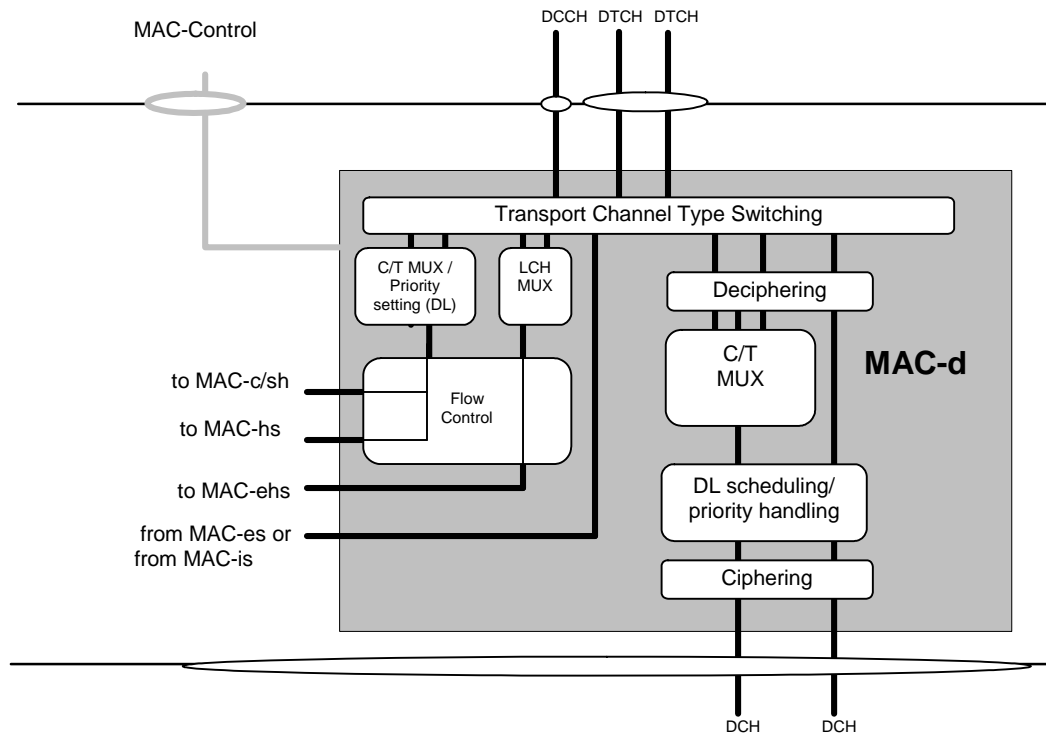 DCCH DTCH DTCH
MAC-Control
Transport Channel Type Switching
C/T MUX /
Priority
setting (DL)
LCH
MUX
Deciphering
C/T
MUX
MAC-d
to MAC-c/sh
Flow
Control
to MAC-hs
to MAC-ehs
DL scheduling/
priority handling
from MAC-es or
from MAC-is
Ciphering
DCH DCH